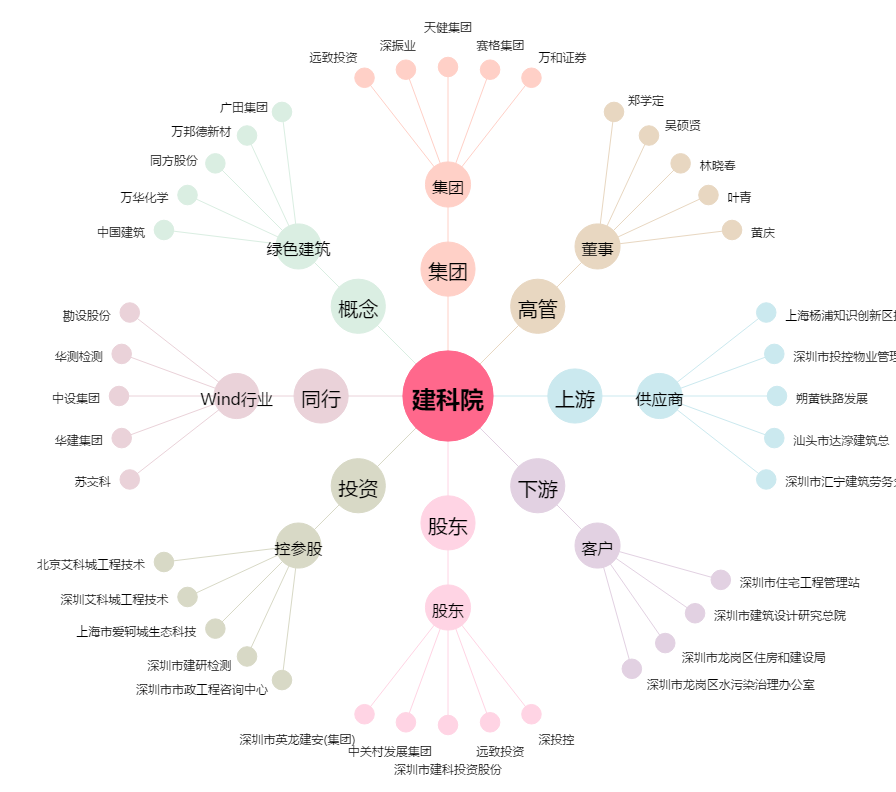 天健集团
深振业
赛格集团
远致投资
万和证券
集团
集团
广田集团
万邦德新材
同方股份
万华化学
中国建筑
绿色建筑
概念
郑学定
吴硕贤
林晓春
叶青
黄庆
董事
高管
勘设股份
华测检测
中设集团
华建集团
苏交科
Wind行业
同行
建科院
上游
供应商
上海杨浦知识创新区
深圳市投控物业管理
朔黄铁路发展
汕头市达濠建筑总
深圳市汇宁建筑劳务
投资
控参股
北京艾科城工程技术
深圳艾科城工程技术
上海市爱轲城生态科技
深圳市建研检测
深圳市市政工程咨询中心
股东
股东
深圳市英龙建安(集团)
中关村发展集团
深圳市建科投资股份
远致投资
深投控
下游
客户
深圳市住宅工程管理站
深圳市建筑设计研究总院
深圳市龙岗区住房和建设局
深圳市龙岗区水污染治理办公室